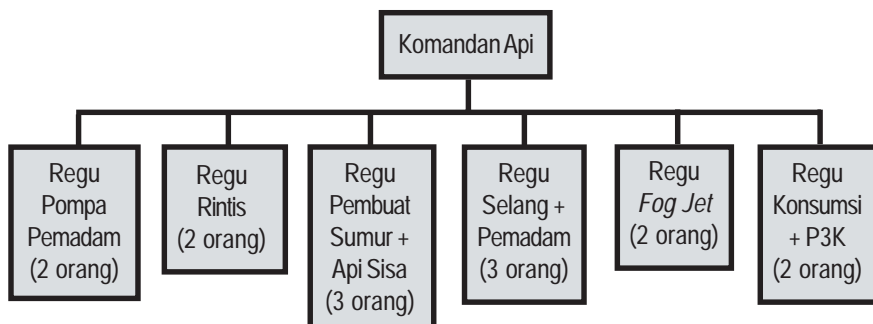 Komandan Api
Regu
Pompa
Pemadam
(2 orang)
Regu
Rintis
(2 orang)
Regu
Pembuat
Sumur +
Api Sisa
(3 orang)
Regu
Selang +
Pemadam
(3 orang)
Regu
Fog Jet
(2 orang)
Regu
Konsumsi
+ P3K
(2 orang)